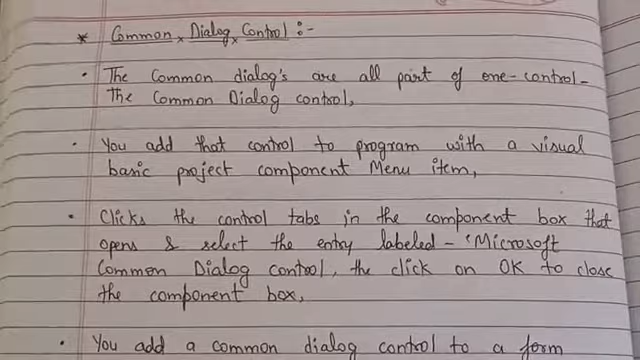 * Common × Dialog × Control :-
• The Common dialog's are all part of one-control-
the Common Dialog control,
• You add that control to program with a visual
basic project component Menu item,
• Clicks the control tabs in the component box that
opens & select the entry labeled - 'Microsoft
Common Dialog control, the click on OK to close
the component box,
• You add a common dialog control to a form